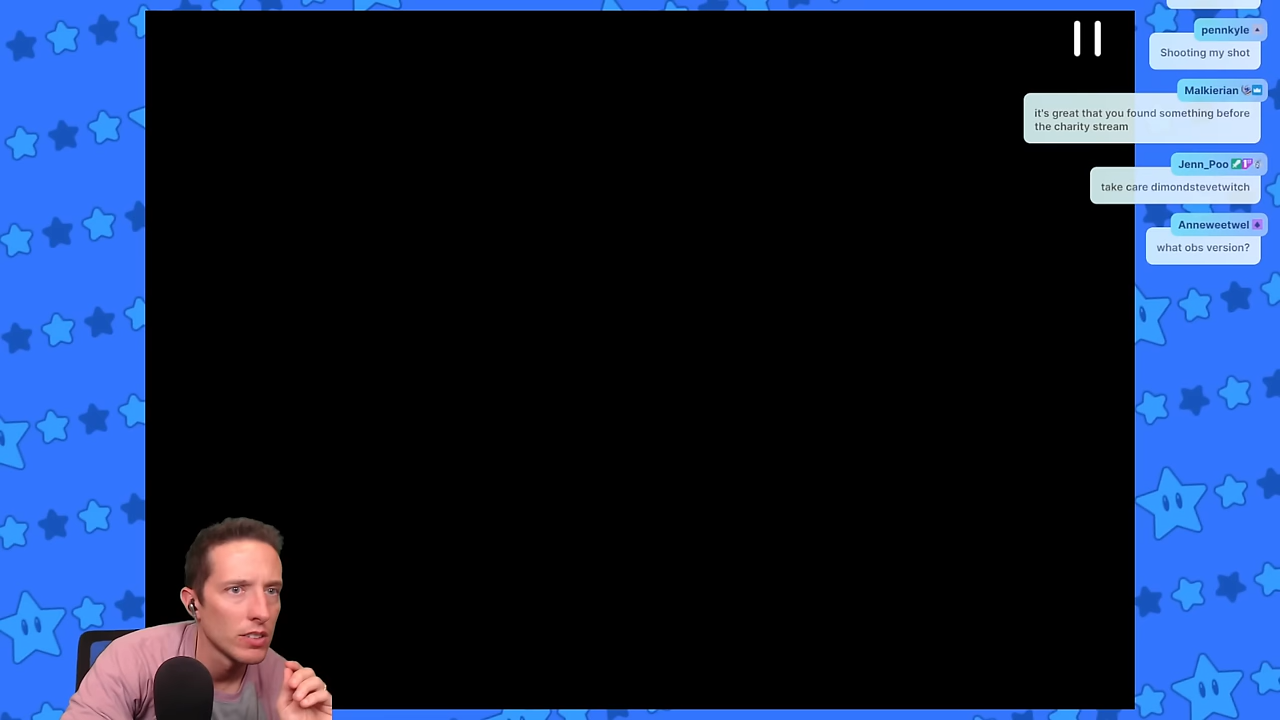 pennkyle
Shooting my shot
Malkierian
it's great that you found something before
the charity stream
Jenn_Poo
take care dimondstevetwitch
Anneweetwel
what obs version?